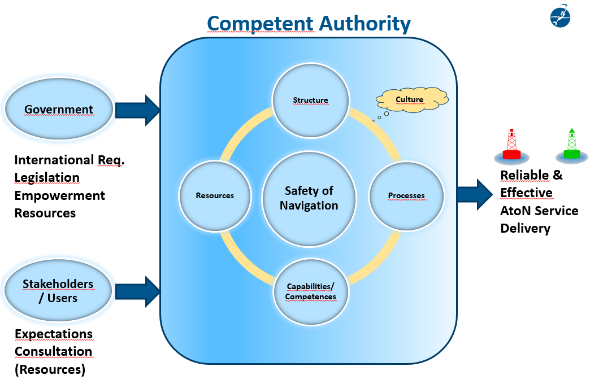 Competent Authority
Government
International Req.
Legislation
Empowerment
Resources
Stakeholders
/ Users
Expectations
Consultation
(Resources)
Structure
Culture
Resources
Safety of
Navigation
Processes
Capabilities/
Competences
Reliable &
Effective
AtoN Service
Delivery